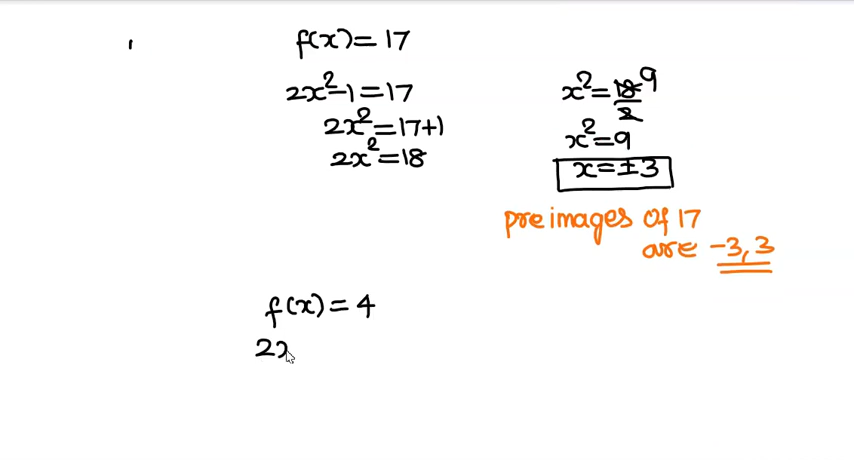 f(x) = 17
2x² - 1 = 17
2x² = 17 + 1
2x² = 18
x² = 18/2 9
x² = 9
x = ±3
pre images of 17
are -3, 3
f(x) = 4
2x